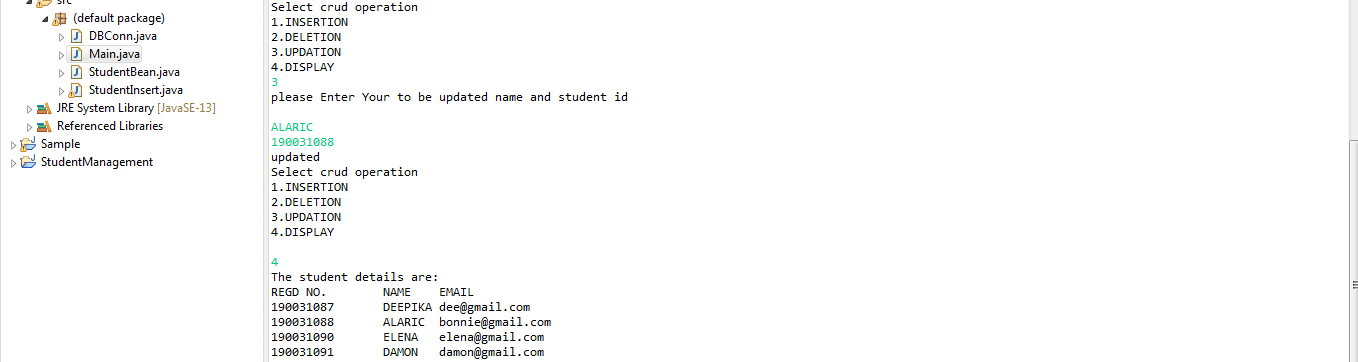 src
(default package)
DBConn.java
Main.java
StudentBean.java
StudentInsert.java
JRE System Library [JavaSE-13]
Referenced Libraries
Sample
StudentManagement
Select crud operation
1.INSERTION
2.DELETION
3.UPDATION
4.DISPLAY
3
please Enter Your to be updated name and student id
ALARIC
190031088
updated
Select crud operation
1.INSERTION
2.DELETION
3.UPDATION
4.DISPLAY
4
The student details are:
REGD NO. NAME EMAIL
190031087 DEEPIKA dee@gmail.com
190031088 ALARIC bonnie@gmail.com
190031090 ELENA elena@gmail.com
190031091 DAMON damon@gmail.com